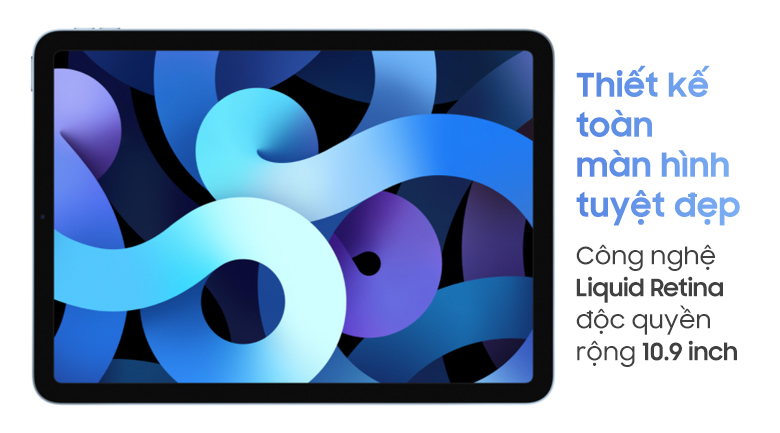 Thiết kế
toàn
màn hình
tuyệt đẹp
Công nghệ
Liquid Retina
độc quyền
rộng 10.9 inch